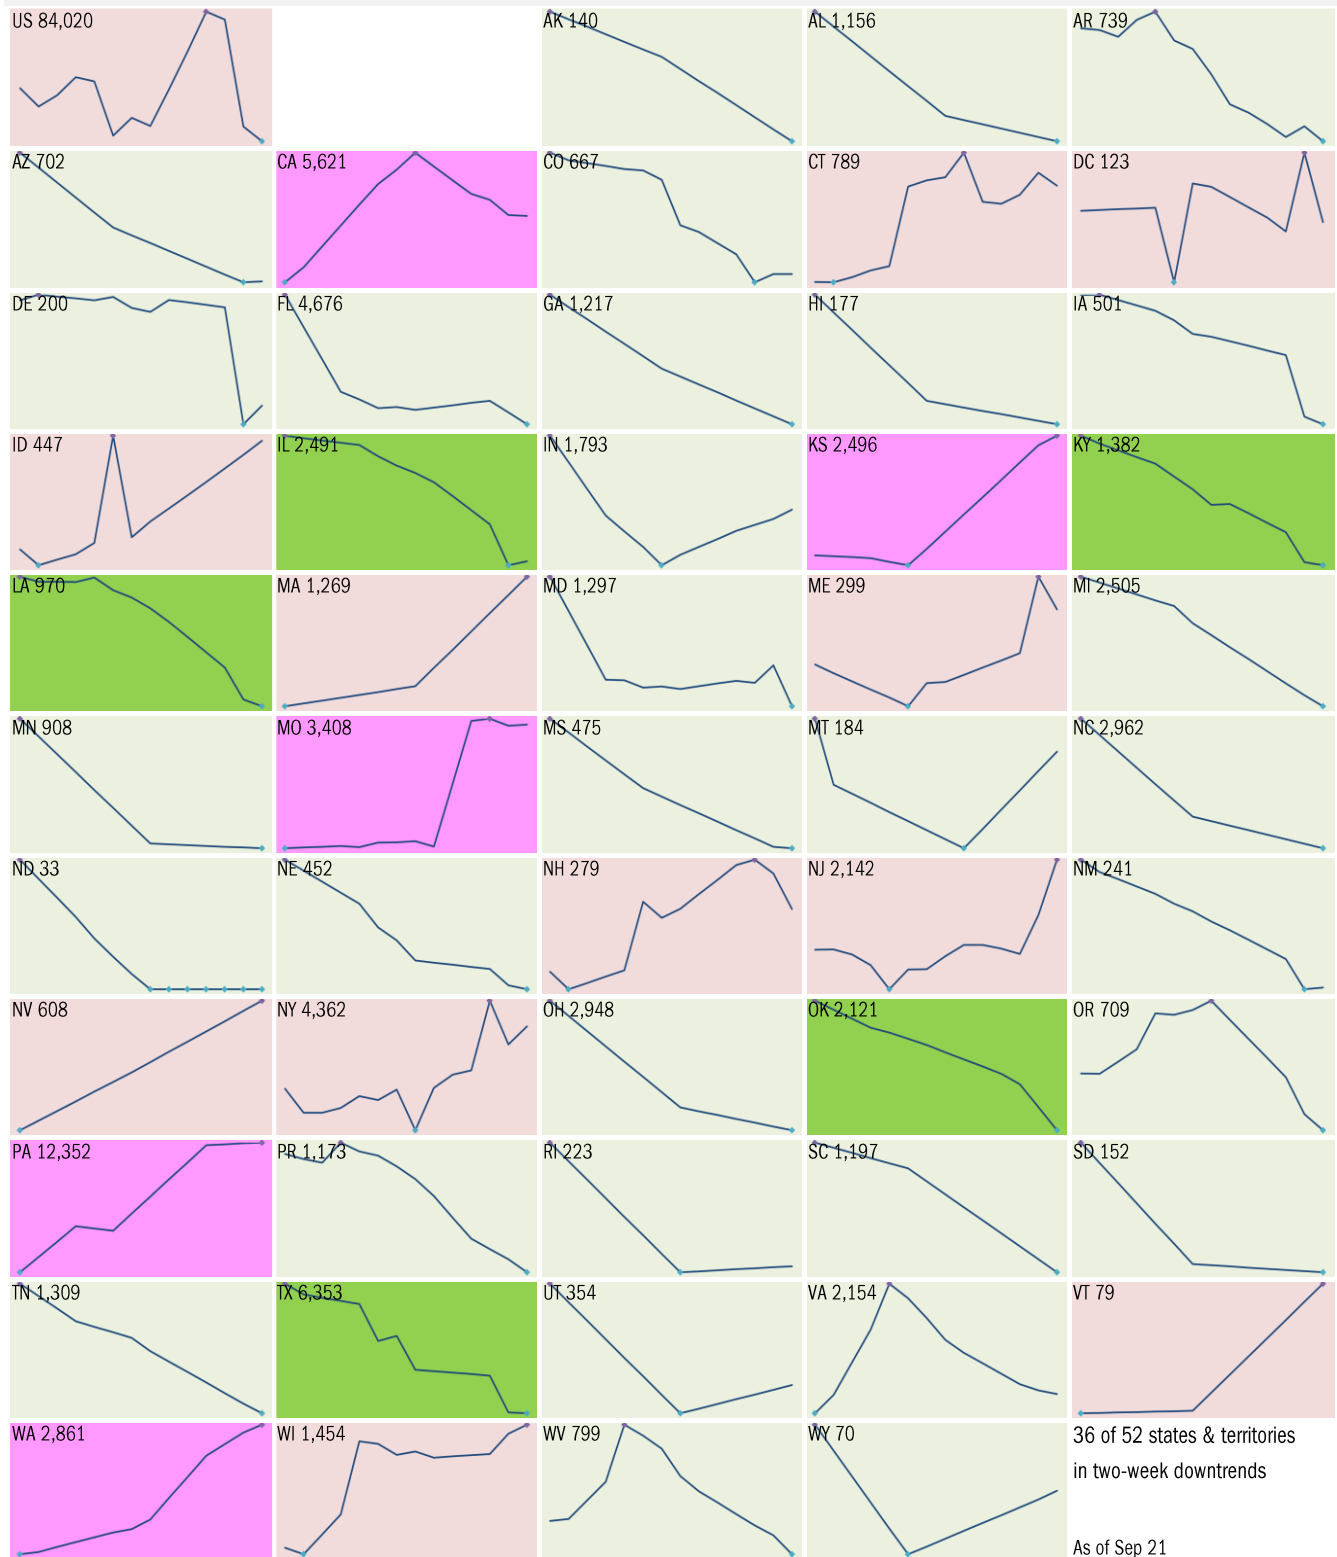 US 84,020
AK 140
AL 1,156
AR 739
AZ 702
CA 5,621
CO 667
CT 789
DC 123
DE 200
FL 4,676
GA 1,217
HI 177
IA 501
ID 447
IL 2,491
IN 1,793
KS 2,496
KY 1,382
LA 970
MA 1,269
MD 1,297
ME 299
MI 2,505
MN 908
MO 3,408
MS 475
MT 184
NC 2,962
ND 33
NE 452
NH 279
NJ 2,142
NM 241
NV 608
NY 4,362
OH 2,948
OK 2,121
OR 709
PA 12,352
PR 1,173
RI 223
SC 1,197
SD 152
TN 1,309
TX 6,353
UT 354
VA 2,154
VT 79
WA 2,861
WI 1,454
WV 799
WY 70
36 of 52 states & territories
in two-week downtrends
As of Sep 21